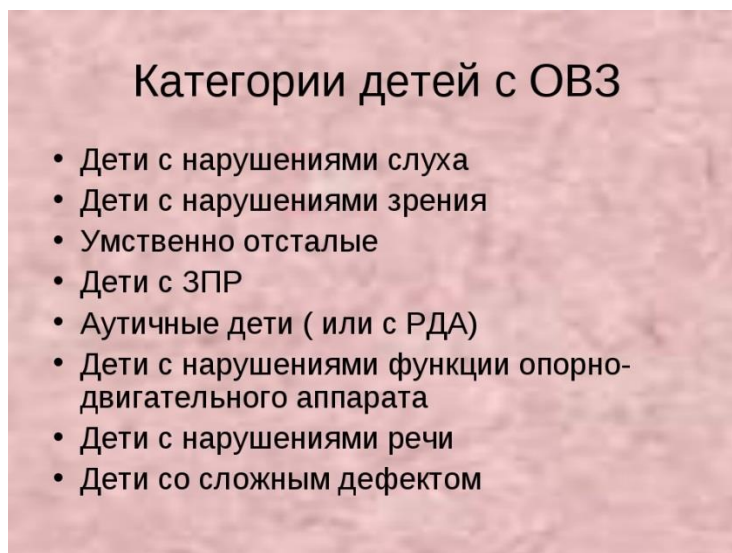 Категории детей с ОВЗ
• Дети с нарушениями слуха
• Дети с нарушениями зрения
• Умственно отсталые
• Дети с ЗПР
• Аутичные дети ( или с РДА)
• Дети с нарушениями функции опорно-
двигательного аппарата
• Дети с нарушениями речи
• Дети со сложным дефектом